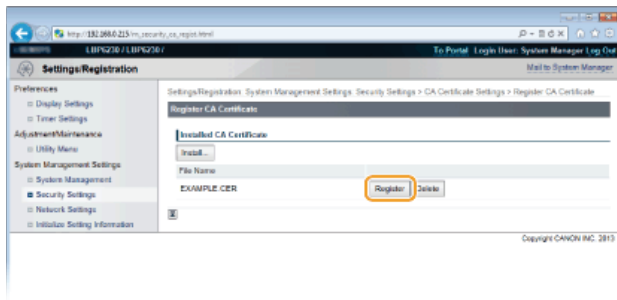 http://192.168.0.215/m_security_ca_regist.html
LBP6230 / LBP6230 /
To Portal Login User: System Manager Log Out
Settings/Registration
Mail to System Manager
Preferences
Settings/Registration: System Management Settings: Security Settings > CA Certificate Settings > Register CA Certificate
Display Settings
Register CA Certificate
Timer Settings
Adjustment/Maintenance
Installed CA Certificate
Utility Menu
Install...
System Management Settings
File Name
System Management
EXAMPLE.CER
Register
Delete
Security Settings
Network Settings
Initialize Setting Information
Copyright CANON INC. 2013